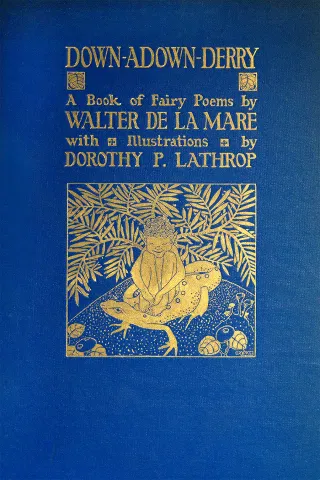 DOWN-ADOWN-DERRY
A Book of Fairy Poems by
WALTER DE LA MARE
with Illustrations by
DOROTHY P. LATHROP